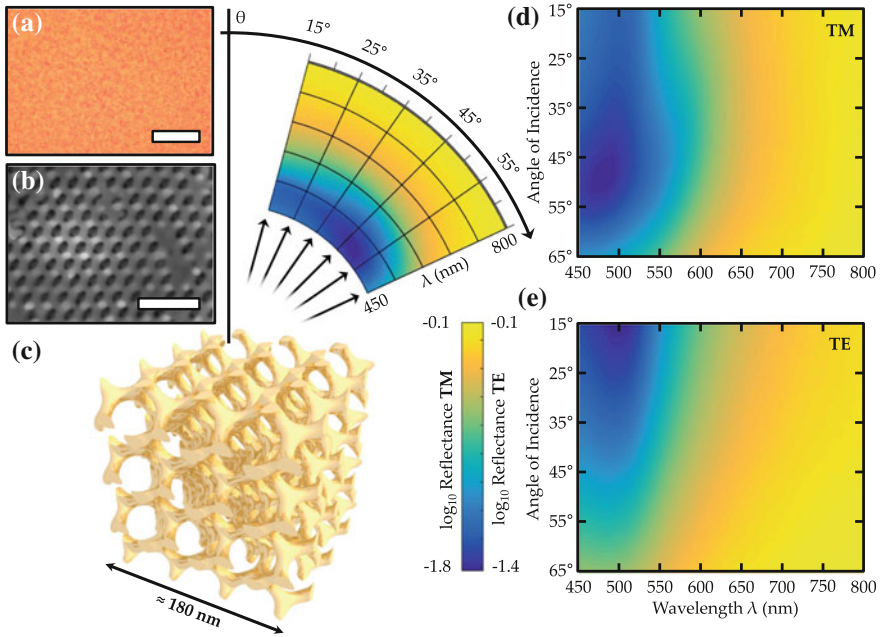 (a)
(b)
(c)
≈ 180 nm
θ
15°
25°
35°
45°
55°
800
λ (nm)
450
-0.1
-0.1
log10 Reflectance TM
log10 Reflectance TE
-1.8
-1.4
(d)
TM
15°
25°
35°
45°
55°
65°
Angle of Incidence
450 500 550 600 650 700 750 800
(e)
TE
15°
25°
35°
45°
55°
65°
Angle of Incidence
450 500 550 600 650 700 750 800
Wavelength λ (nm)